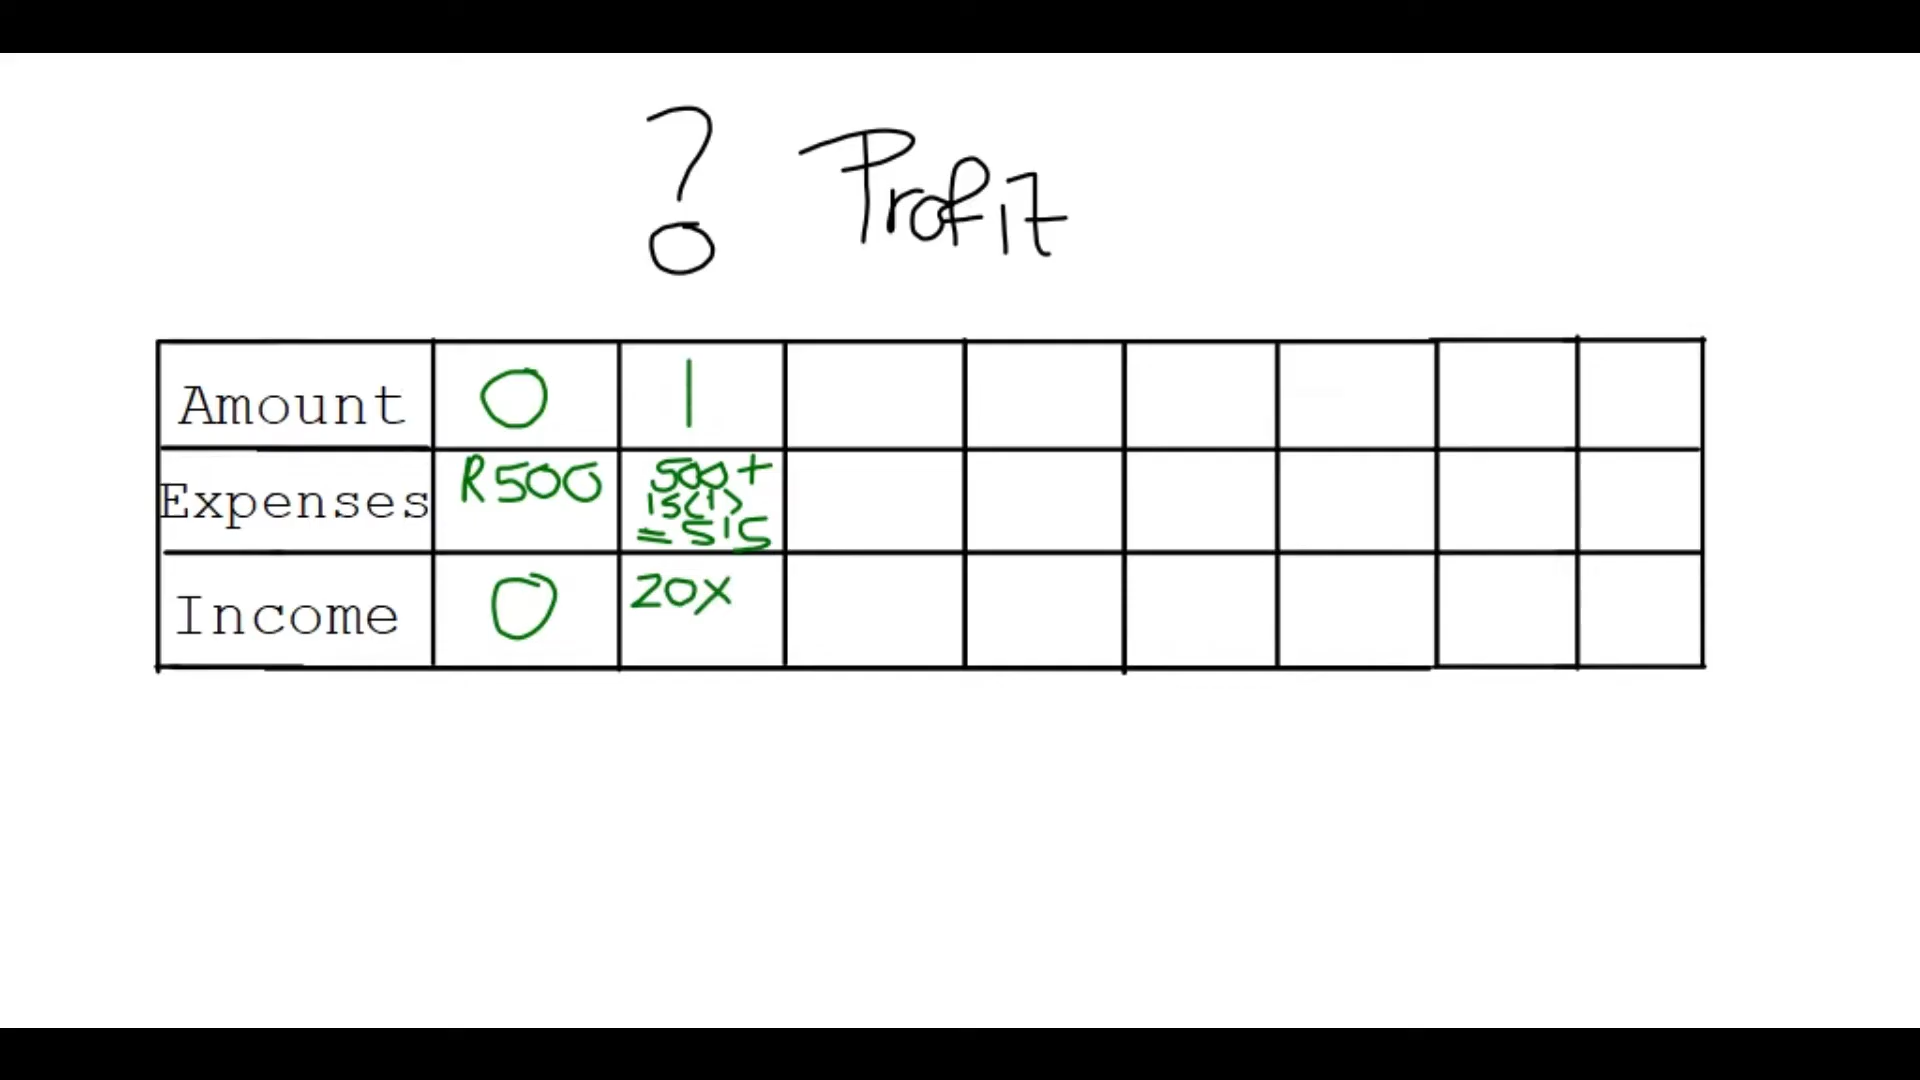 ? Profit
Amount 0 1
Expenses R500 500+
15(1)
=515
Income 0 20x